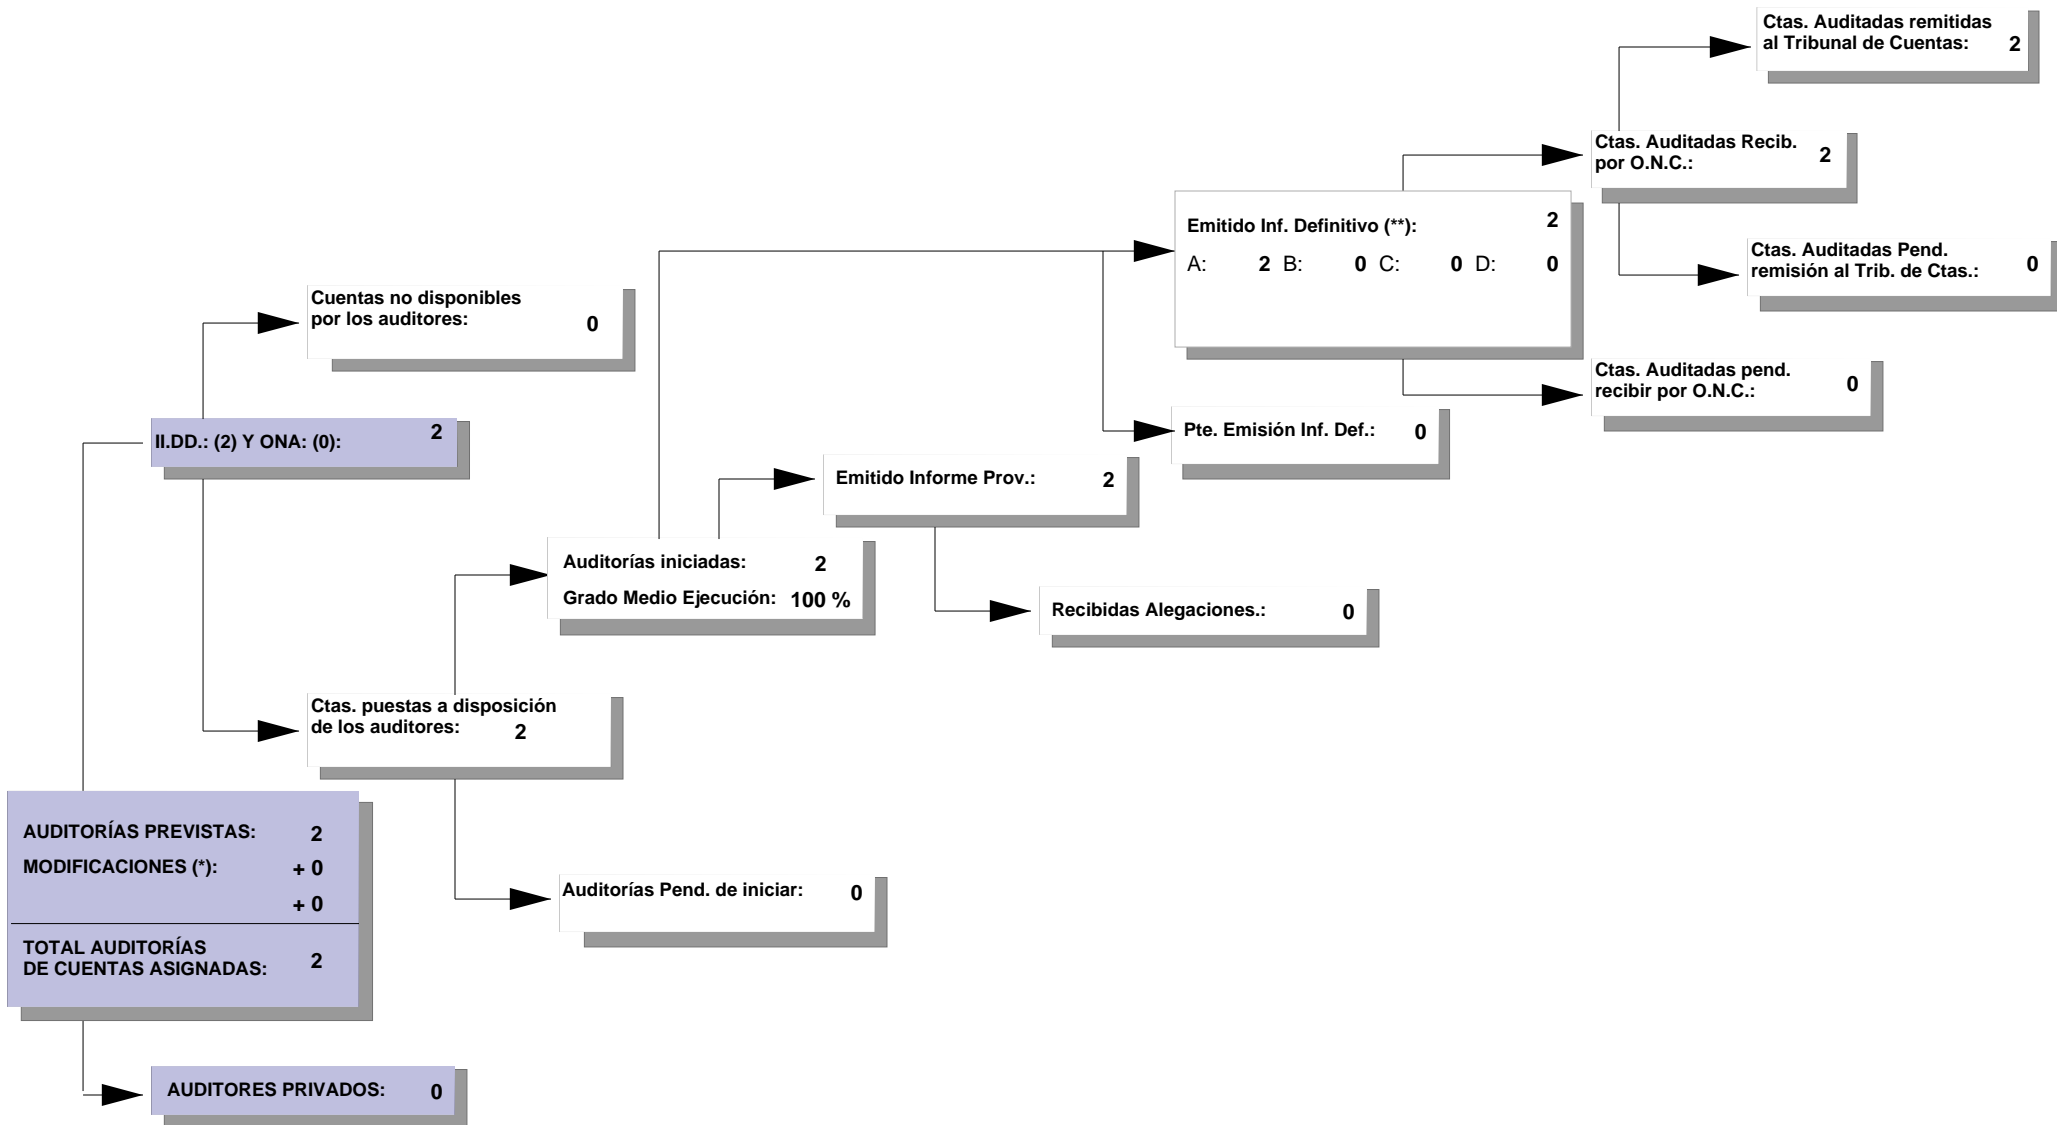 Ctas. Auditadas remitidas
al Tribunal de Cuentas: 2
Ctas. Auditadas Recib.
por O.N.C.: 2
Emitido Inf. Definitivo (**): 2
A: 2 B: 0 C: 0 D: 0
Ctas. Auditadas Pend.
remisión al Trib. de Ctas.: 0
Cuentas no disponibles
por los auditores: 0
Ctas. Auditadas pend.
recibir por O.N.C.: 0
II.DD.: (2) Y ONA: (0): 2
Pte. Emisión Inf. Def.: 0
Emitido Informe Prov.: 2
Auditorías iniciadas: 2
Grado Medio Ejecución: 100 %
Recibidas Alegaciones.: 0
Ctas. puestas a disposición
de los auditores: 2
AUDITORÍAS PREVISTAS: 2
MODIFICACIONES (*): + 0
+ 0
Auditorías Pend. de iniciar: 0
TOTAL AUDITORÍAS
DE CUENTAS ASIGNADAS: 2
AUDITORES PRIVADOS: 0